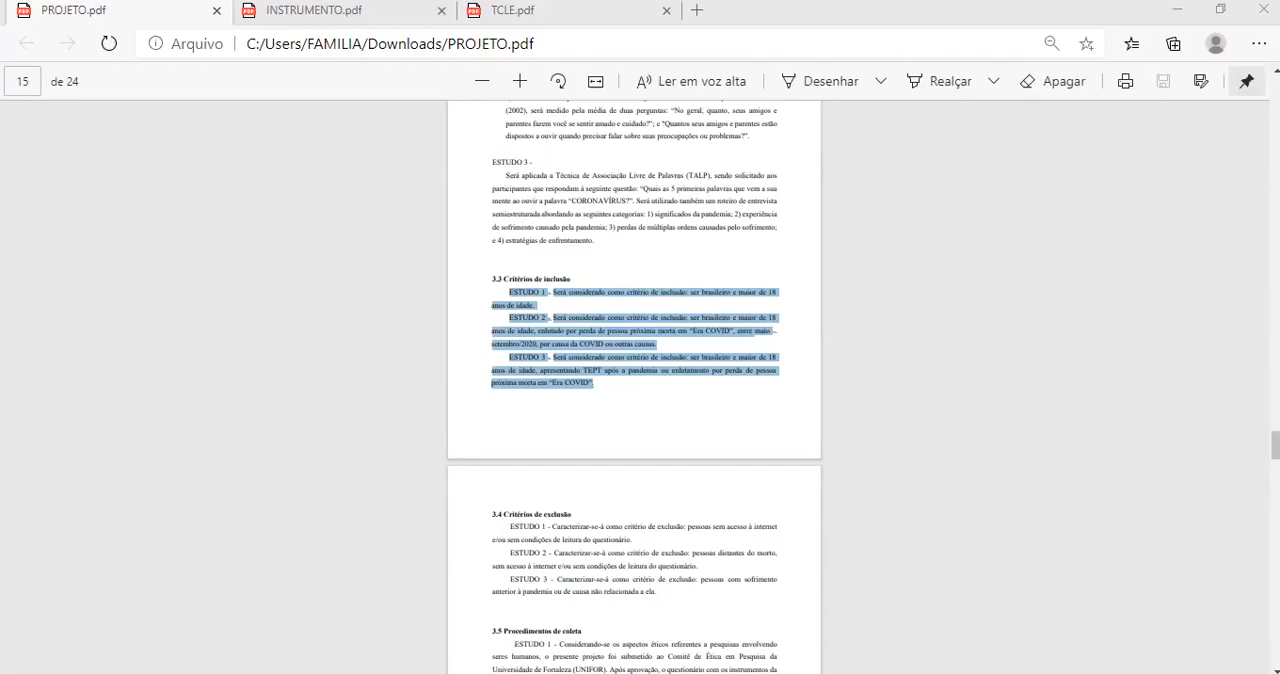 PROJETO.pdf
INSTRUMENTO.pdf
TCLE.pdf
Arquivo
C:/Users/FAMILIA/Downloads/PROJETO.pdf
15 de 24
Ler em voz alta
Desenhar
Realçar
Apagar
(2002), será medido pela média de duas perguntas: “No geral, quanto, seus amigos e
parentes fazem você se sentir amado e cuidado?”; e "Quantos seus amigos e parentes estão
dispostos a ouvir quando precisar falar sobre suas preocupações ou problemas?”.
ESTUDO 3 -
Será aplicada a Técnica de Associação Livre de Palavras (TALP), sendo solicitado aos
participantes que respondam à seguinte questão: “Quais as 5 primeiras palavras que vem a sua
mente ao ouvir a palavra “CORONAVÍRUS?”. Será utilizado também um roteiro de entrevista
semiestruturada abordando as seguintes categorias: 1) significados da pandemia; 2) experiência
de sofrimento causado pela pandemia; 3) perdas de múltiplas ordens causadas pelo sofrimento;
e 4) estratégias de enfrentamento.
3.3 Critérios de inclusão
ESTUDO 1 - Será considerado como critério de inclusão: ser brasileiro e maior de 18
anos de idade.
ESTUDO 2 - Será considerado como critério de inclusão: ser brasileiro e maior de 18
anos de idade, enlutado por perda de pessoa próxima morta em “Era COVID”, entre maio –
setembro/2020, por causa da COVID ou outras causas.
ESTUDO 3 - Será considerado como critério de inclusão: ser brasileiro e maior de 18
anos de idade, apresentando TEPT após a pandemia ou enlutamento por perda de pessoa
próxima morta em “Era COVID”.
3.4 Critérios de exclusão
ESTUDO 1 - Caracterizar-se-á como critério de exclusão: pessoas sem acesso à internet
e/ou sem condições de leitura do questionário.
ESTUDO 2 - Caracterizar-se-á como critério de exclusão: pessoas distantes do morto,
sem acesso à internet e/ou sem condições de leitura do questionário.
ESTUDO 3 - Caracterizar-se-á como critério de exclusão: pessoas com sofrimento
anterior à pandemia ou de causa não relacionada a ela.
3.5 Procedimentos de coleta
ESTUDO 1 - Considerando-se os aspectos éticos referentes a pesquisas envolvendo
seres humanos, o presente projeto foi submetido ao Comitê de Ética em Pesquisa da
Universidade de Fortaleza (UNIFOR). Após aprovação, o questionário com os instrumentos da